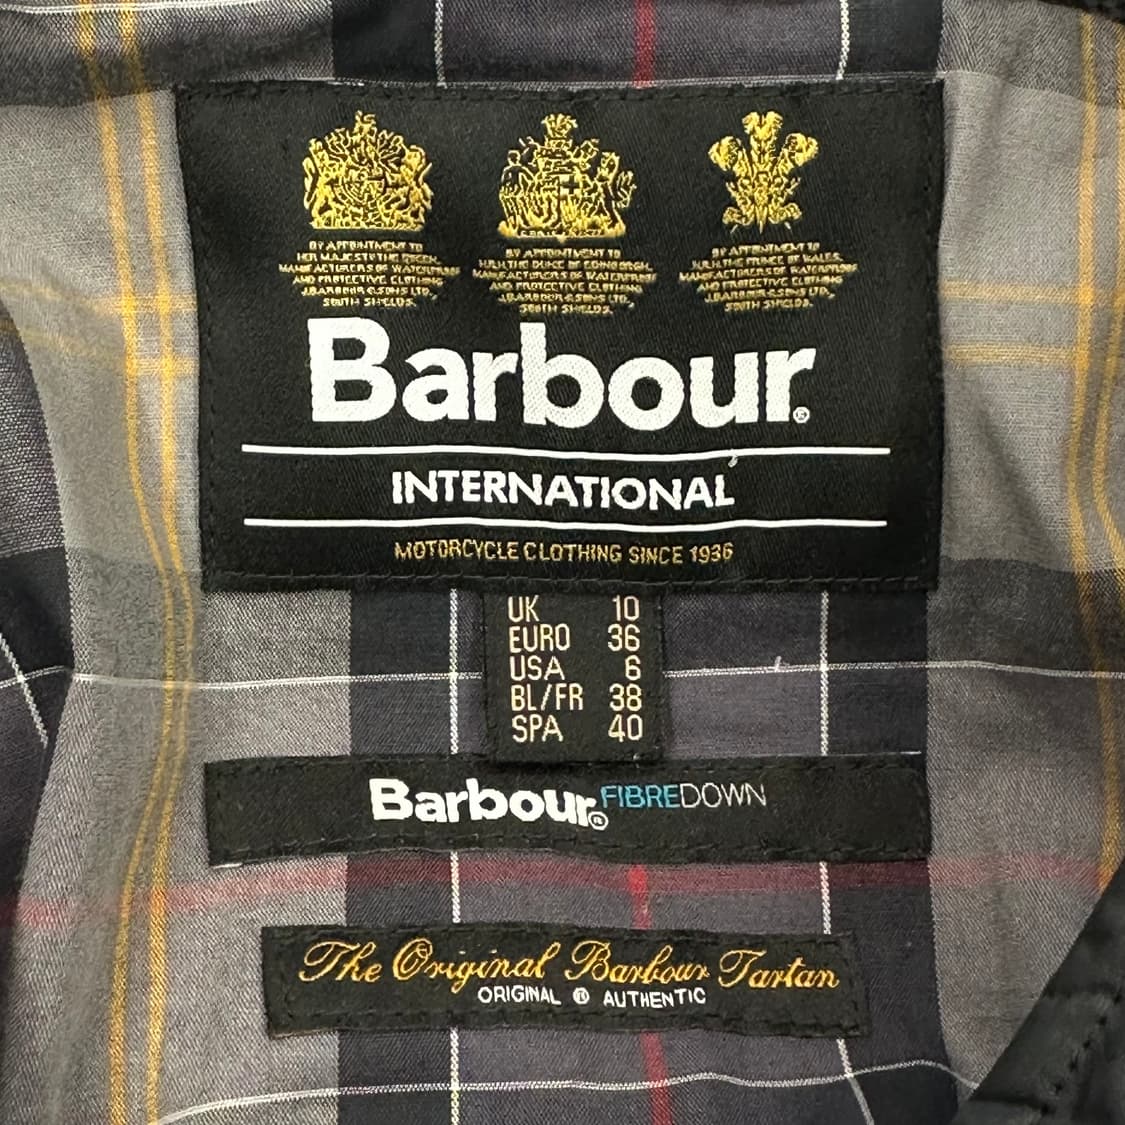 BY APPOINTMENT TO
HER MAJESTY THE QUEEN
MANUFACTURERS OF WATERPROOF
AND PROTECTIVE CLOTHING
J.BARBOUR & SONS LTD.,
SOUTH SHIELDS.
BY APPOINTMENT TO
H.R.H. THE DUKE OF EDINBURGH,
MANUFACTURERS OF WATERPROOF
AND PROTECTIVE CLOTHING
J.BARBOUR & SONS LTD.,
SOUTH SHIELDS.
BY APPOINTMENT TO
H.R.H. THE PRINCE OF WALES,
MANUFACTURERS OF WATERPROOF
AND PROTECTIVE CLOTHING
J.BARBOUR & SONS LTD.,
SOUTH SHIELDS.
Barbour®
INTERNATIONAL
MOTORCYCLE CLOTHING SINCE 1936
UK 10
EURO 36
USA 6
BL/FR 38
SPA 40
Barbour® FIBREDOWN
The Original Barbour Tartan
ORIGINAL ® AUTHENTIC